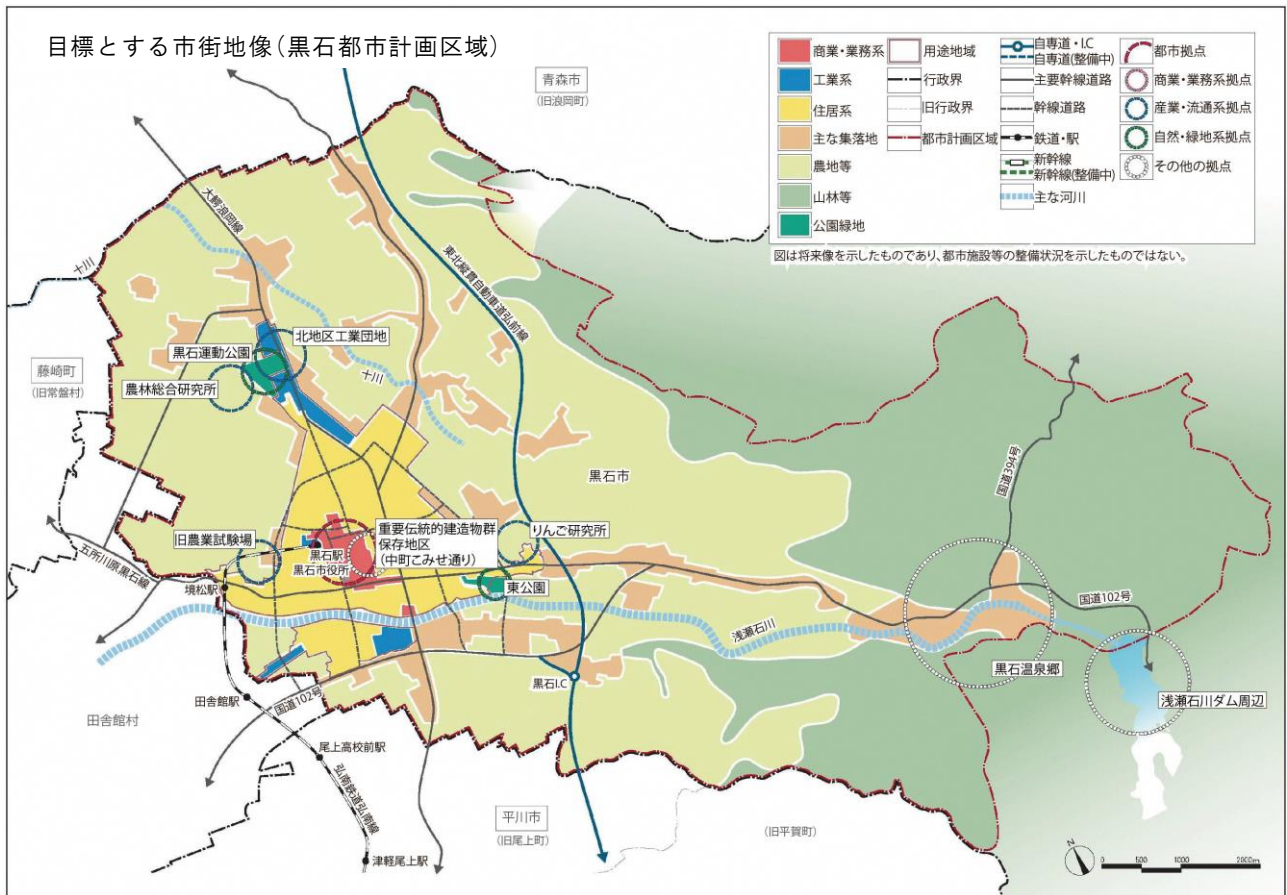 目標とする市街地像(黒石都市計画区域)
商業・業務系
工業系
住居系
主な集落地
農地等
山林等
公園緑地
用途地域
行政界
旧行政界
都市計画区域
自専道・I.C
自専道(整備中)
主要幹線道路
幹線道路
鉄道・駅
新幹線
新幹線(整備中)
主な河川
都市拠点
商業・業務系拠点
産業・流通系拠点
自然・緑地系拠点
その他の拠点
図は将来像を示したものであり、都市施設等の整備状況を示したものではない。
青森市
(旧浪岡町)
大鰐浪岡線
十川
東北縦貫自動車道弘前線
北地区工業団地
黒石運動公園
農林総合研究所
十川
藤崎町
(旧常盤村)
黒石市
国道394号
旧農業試験場
黒石駅
黒石市役所
重要伝統的建造物群
保存地区
(中町こみせ通り)
りんご研究所
東公園
五所川原黒石線
境松駅
浅瀬石川
国道102号
黒石温泉郷
浅瀬石川ダム周辺
黒石I.C
田舎館駅
国道102号
田舎館村
尾上高校前駅
弘南鉄道弘南線
津軽尾上駅
平川市
(旧尾上町)
(旧平賀町)
N
0 500 1000 2000m